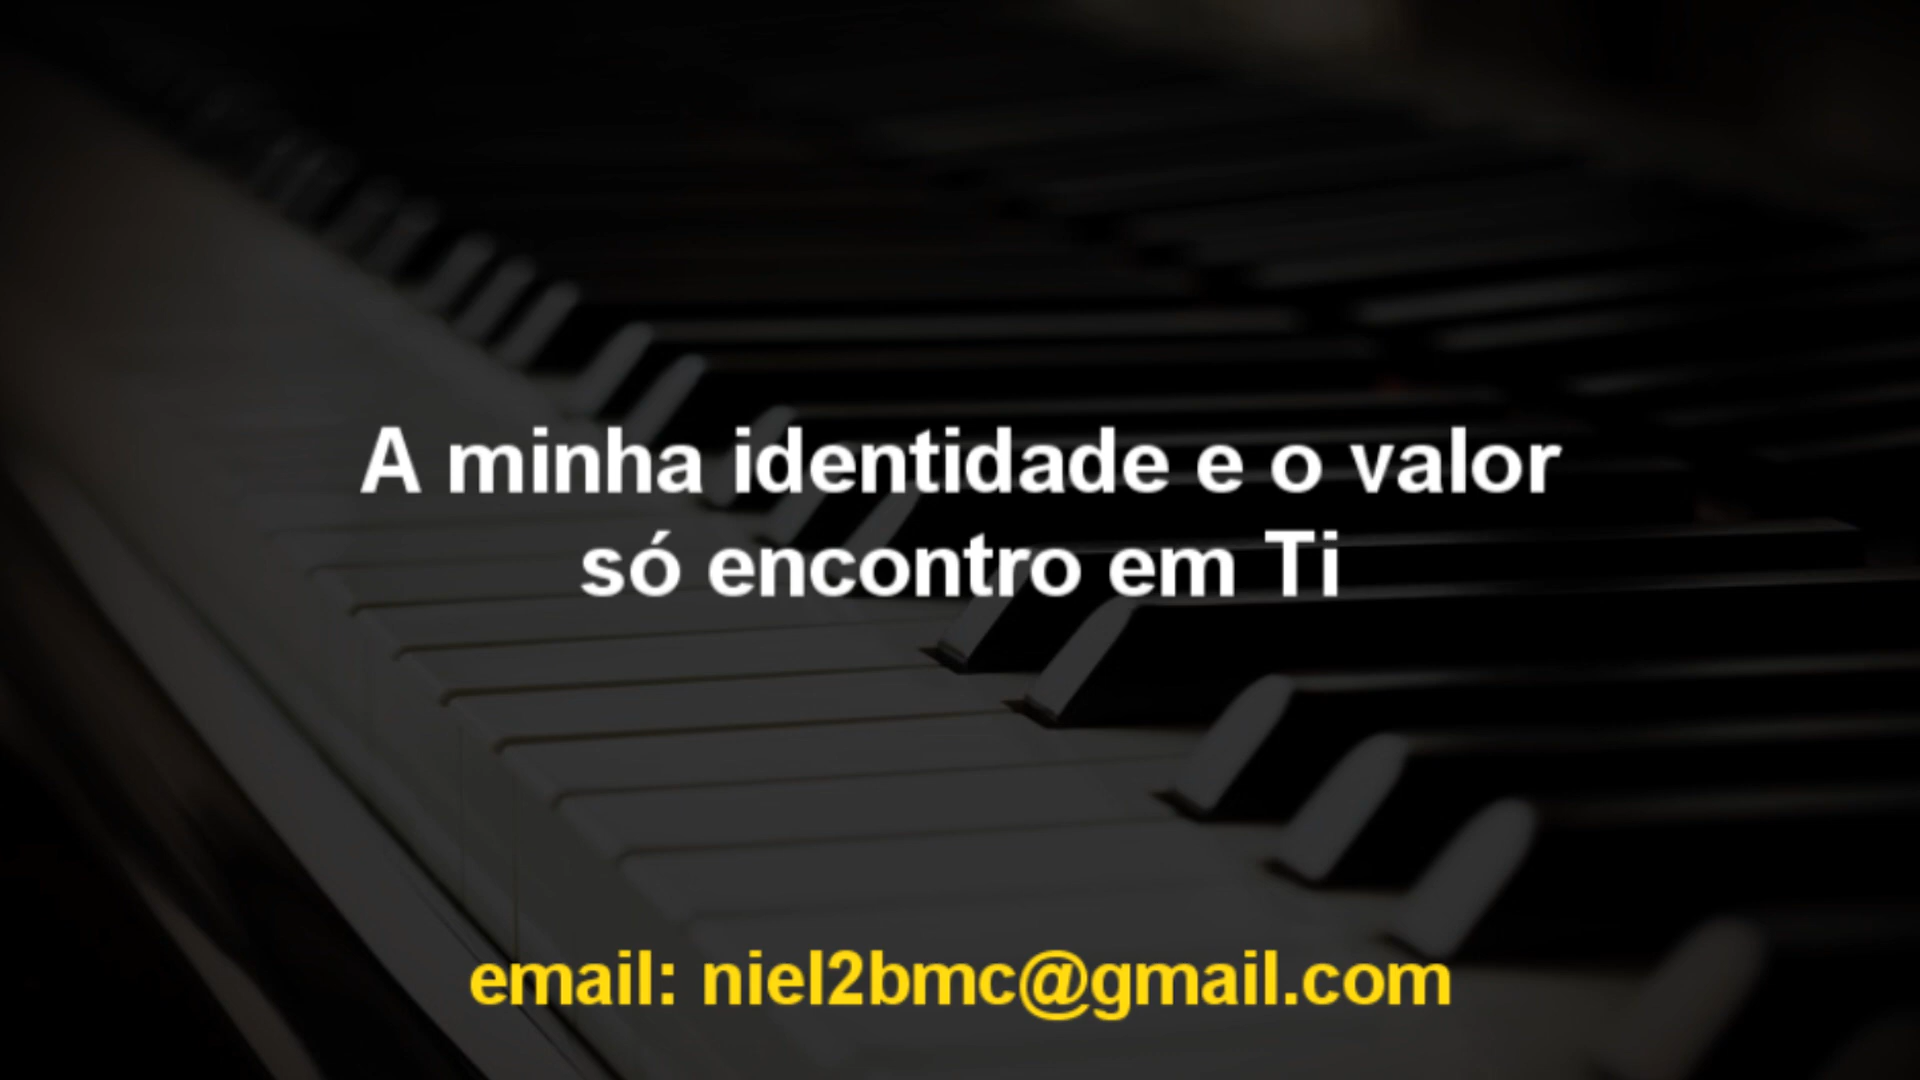 A minha identidade e o valor
só encontro em Ti
email: niel2bmc@gmail.com